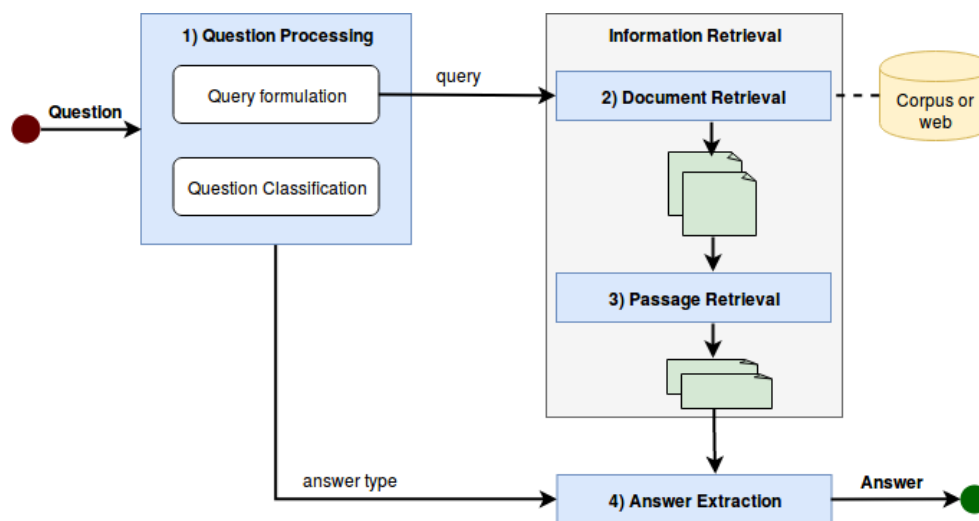 1) Question Processing
Information Retrieval
Query formulation
query
2) Document Retrieval
Corpus or
web
Question
Question Classification
3) Passage Retrieval
answer type
4) Answer Extraction
Answer